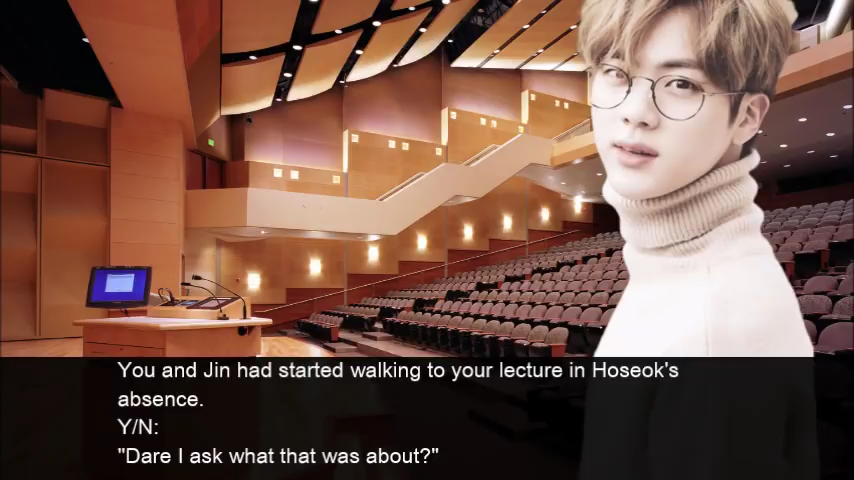 You and Jin had started walking to your lecture in Hoseok's
absence.
Y/N:
"Dare I ask what that was about?"